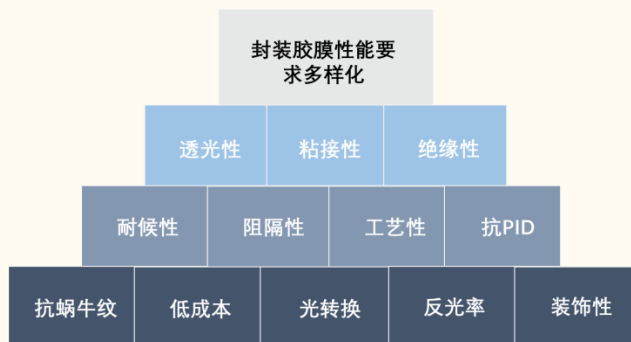 封装胶膜性能要
求多样化
透光性
粘接性
绝缘性
耐候性
阻隔性
工艺性
抗PID
抗蜗牛纹
低成本
光转换
反光率
装饰性